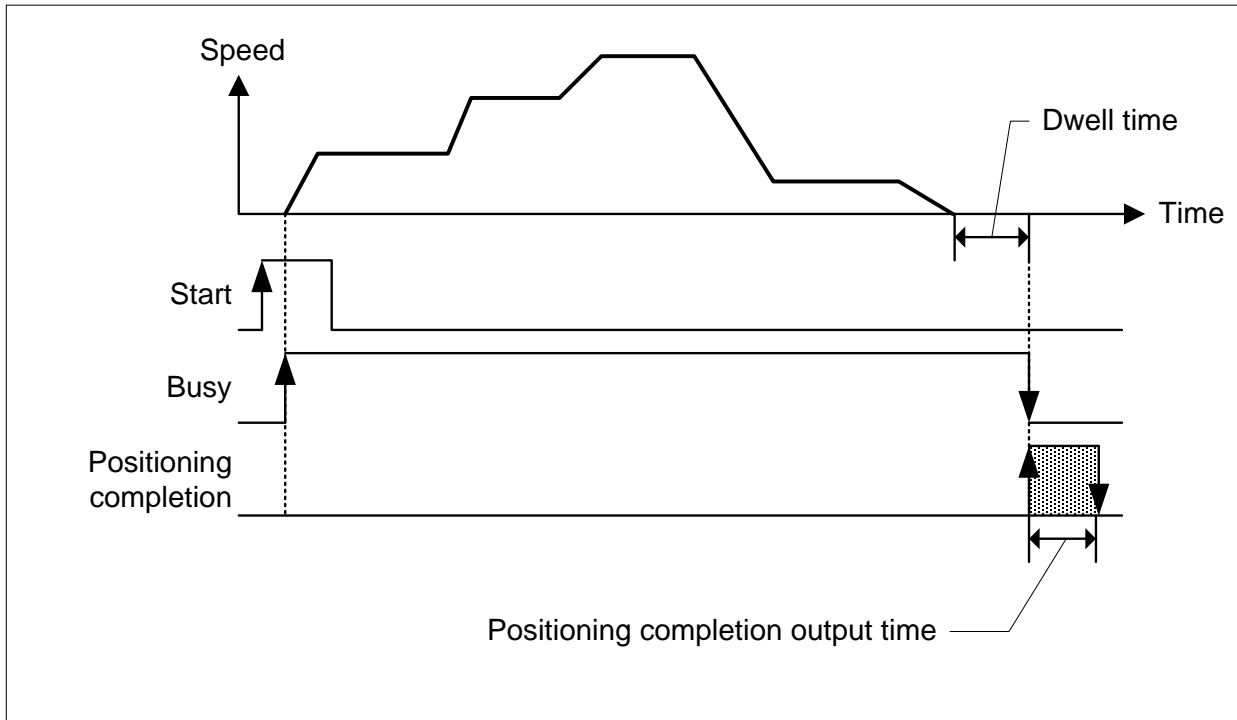 Speed
Dwell time
Time
Start
Busy
Positioning
completion
Positioning completion output time